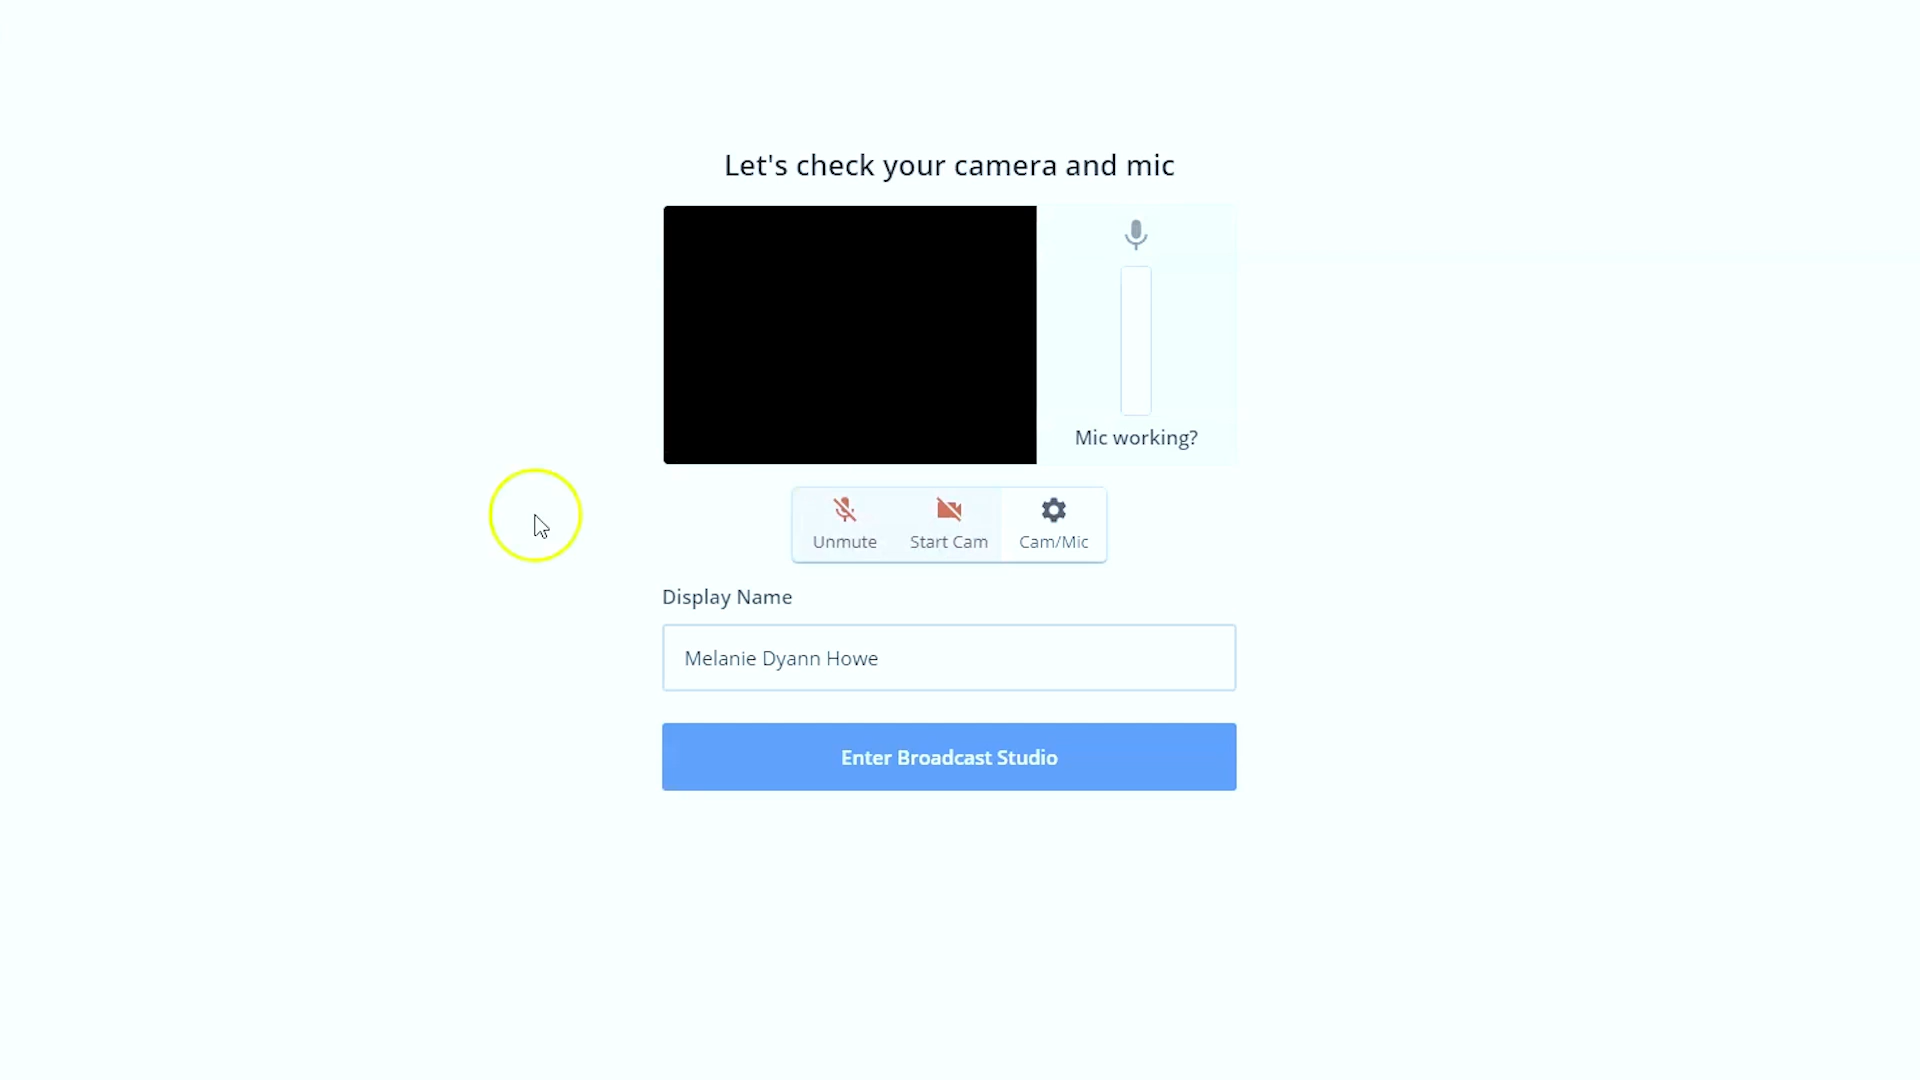 Let's check your camera and mic
Mic working?
Unmute
Start Cam
Cam/Mic
Display Name
Melanie Dyann Howe
Enter Broadcast Studio